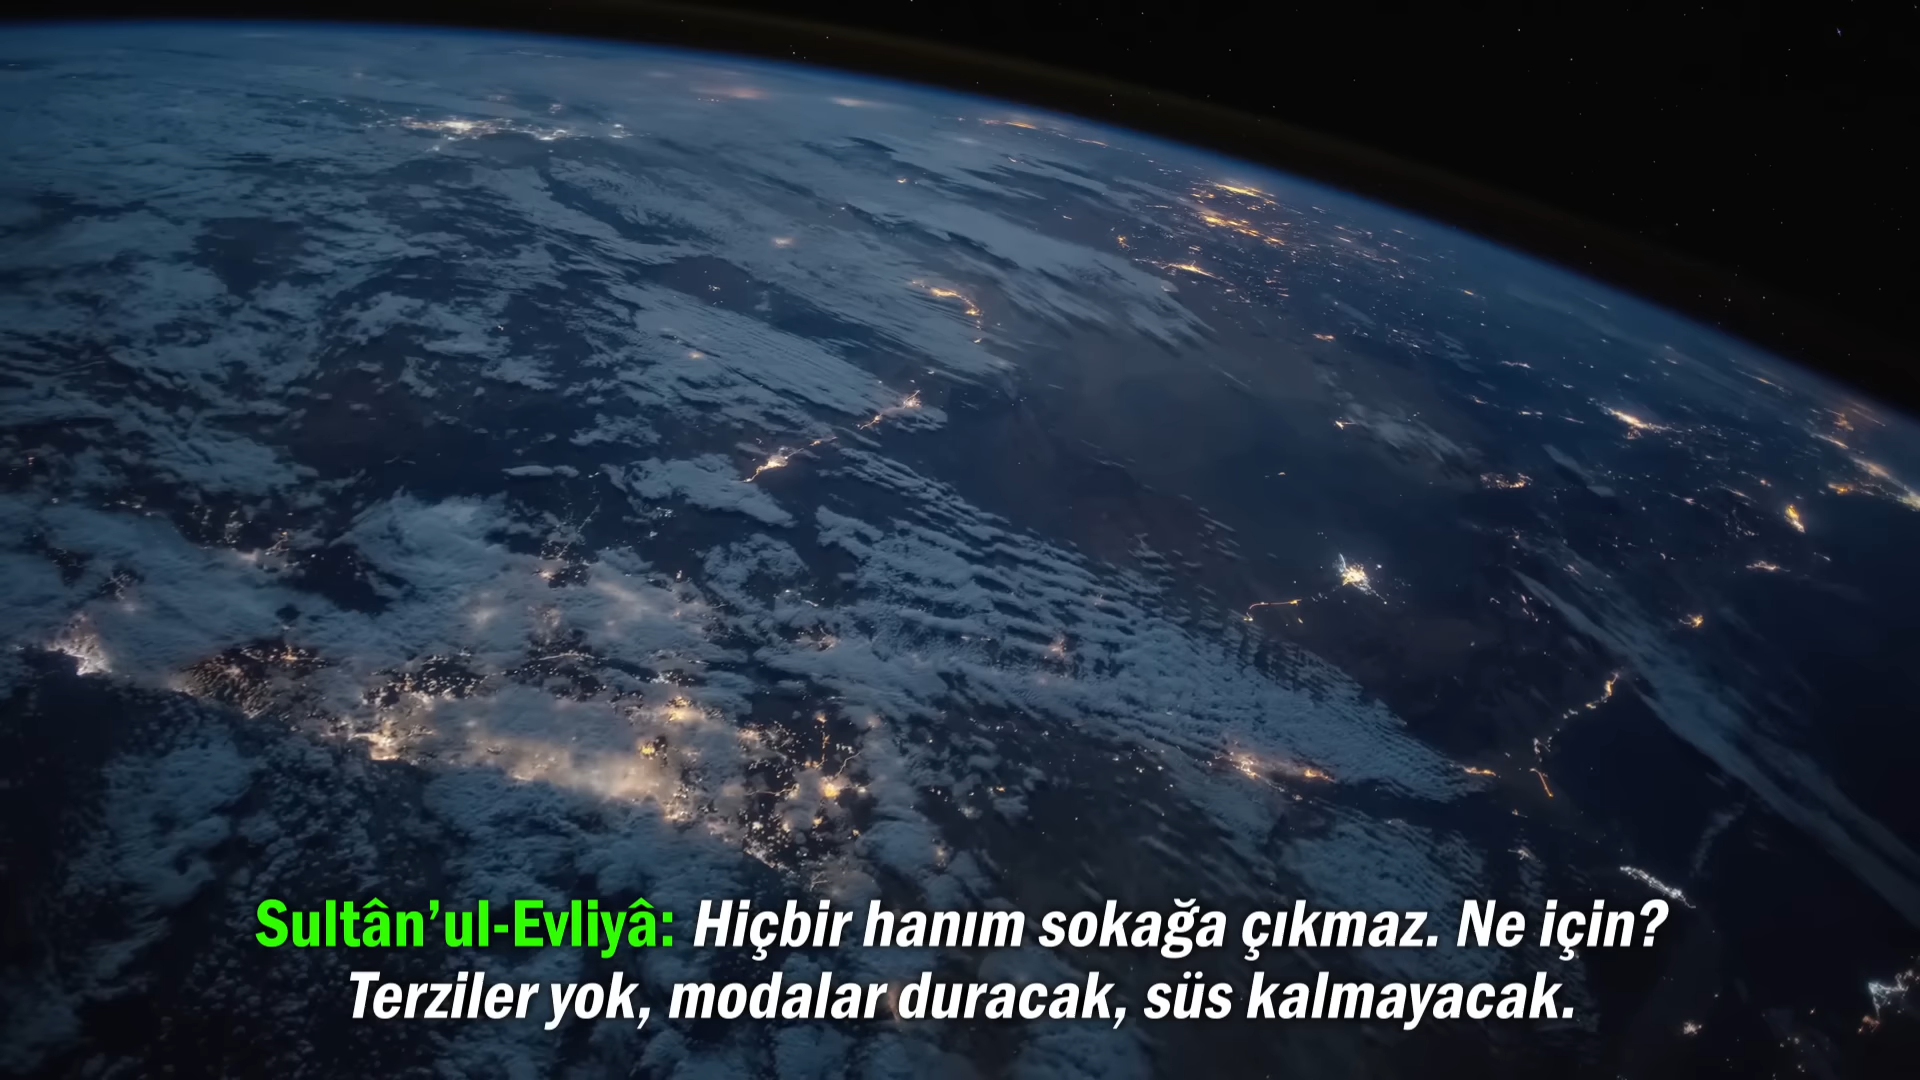 Sultân’ul-Evliyâ: Hiçbir hanım sokağa çıkmaz. Ne için?
Terziler yok, modalar duracak, süs kalmayacak.